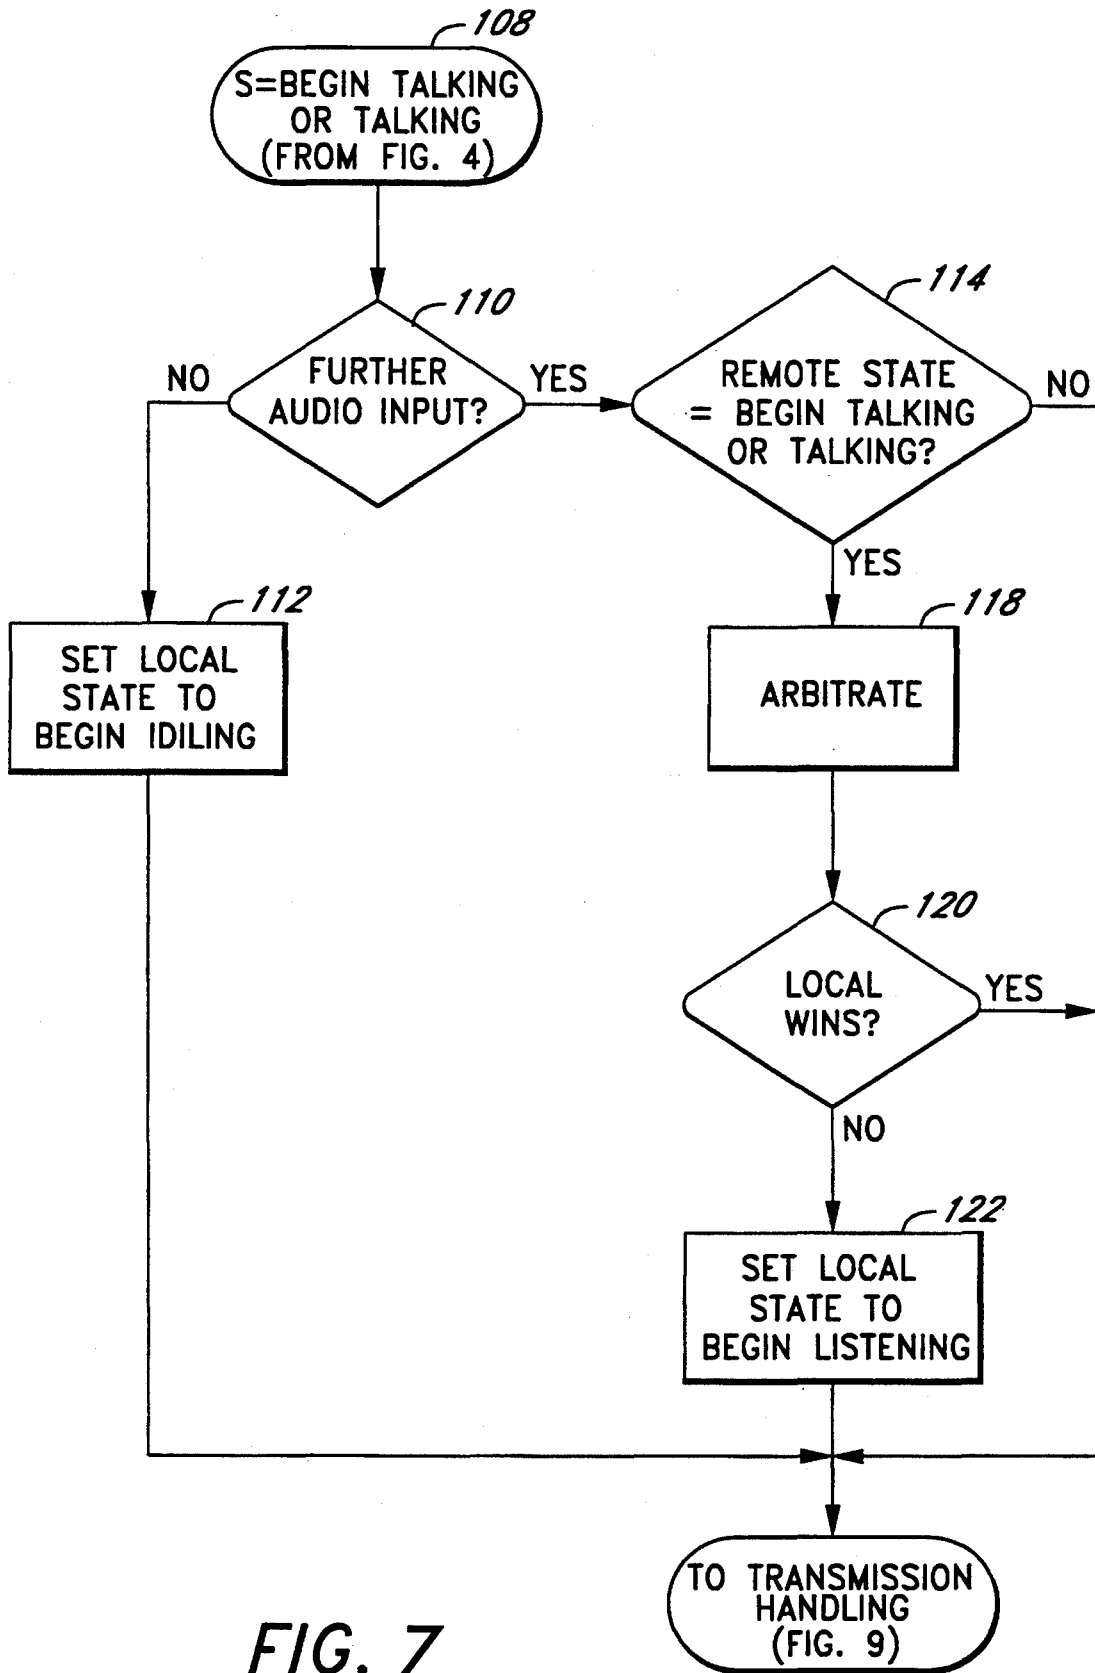 108
S=BEGIN TALKING
OR TALKING
(FROM FIG. 4)
110
FURTHER
AUDIO INPUT?
NO
YES
114
REMOTE STATE
= BEGIN TALKING
OR TALKING?
NO
YES
112
SET LOCAL
STATE TO
BEGIN IDILING
118
ARBITRATE
120
LOCAL
WINS?
YES
NO
122
SET LOCAL
STATE TO
BEGIN LISTENING
TO TRANSMISSION
HANDLING
(FIG. 9)
FIG. 7